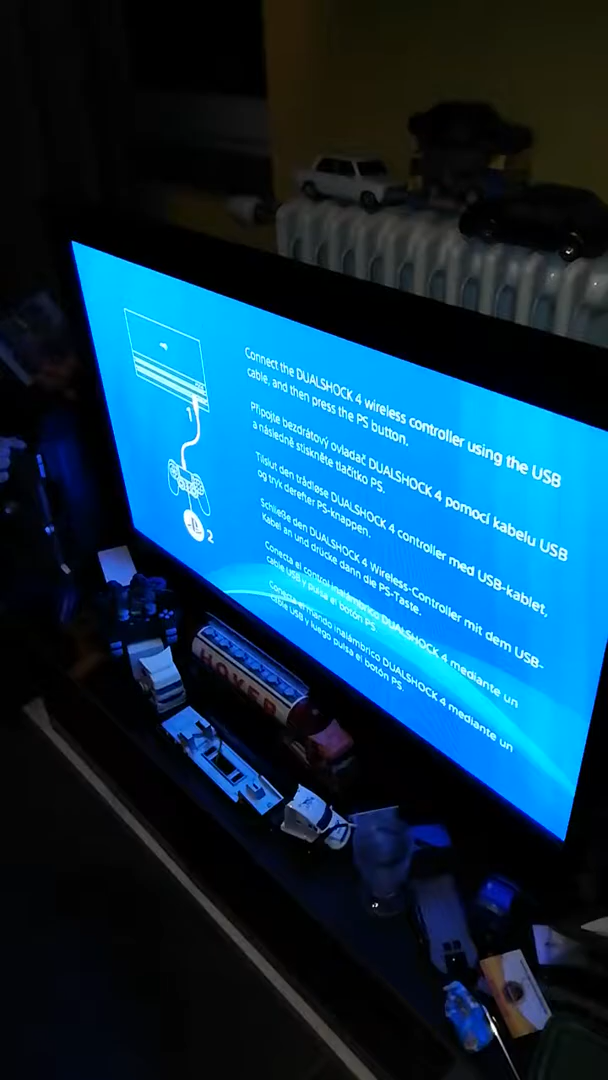 Connect the DUALSHOCK 4 wireless controller using the USB
cable, and then press the PS button.
Připojte bezdrátový ovladač DUALSHOCK 4 pomocí kabelu USB
a následně stiskněte tlačítko PS.
Tilslut den trådløse DUALSHOCK 4 controller med USB-kablet,
og tryk derefter PS-knappen.
Schließe den DUALSHOCK 4 Wireless-Controller mit dem USB-
Kabel an und drücke dann die PS-Taste.
Conecta el control inalámbrico DUALSHOCK 4 mediante un
cable USB y pulsa el botón PS.
Conecta el mando inalámbrico DUALSHOCK 4 mediante un
cable USB y luego pulsa el botón PS.
1
2
HOYER